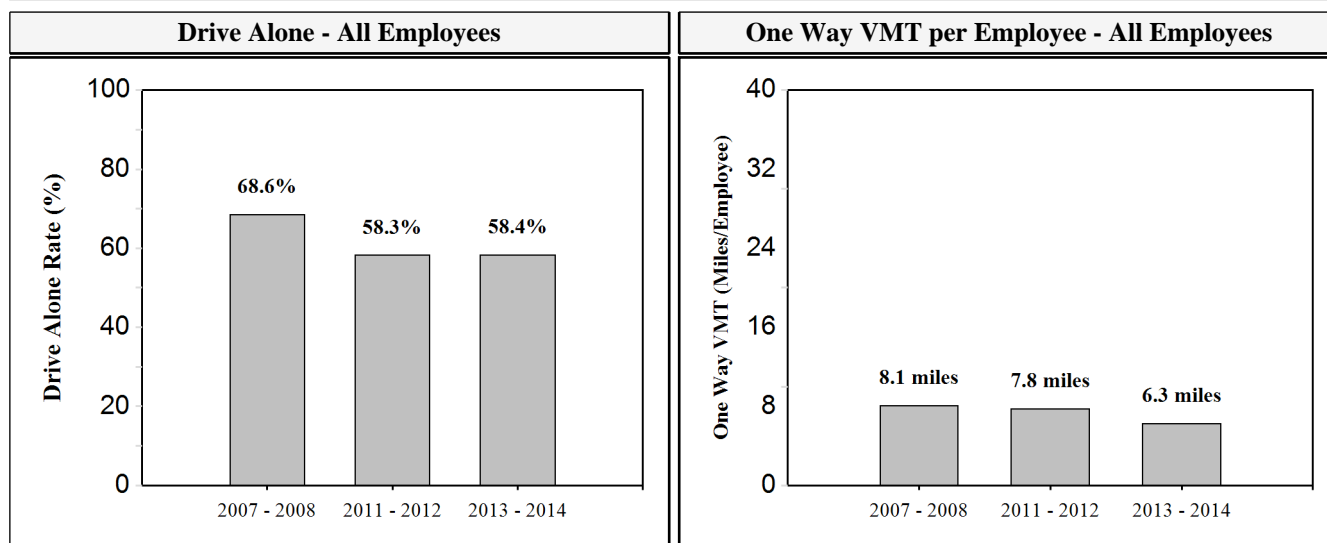 Drive Alone - All Employees
One Way VMT per Employee - All Employees
Drive Alone Rate (%)
100
80
60
40
20
0
68.6%
58.3%
58.4%
2007 - 2008
2011 - 2012
2013 - 2014
One Way VMT (Miles/Employee)
40
32
24
16
8
0
8.1 miles
7.8 miles
6.3 miles
2007 - 2008
2011 - 2012
2013 - 2014